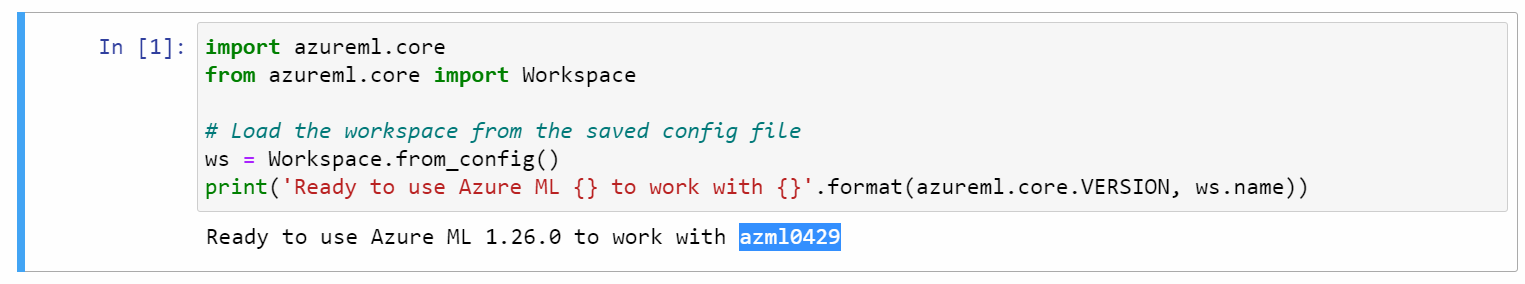 In [1]: import azureml.core
from azureml.core import Workspace
# Load the workspace from the saved config file
ws = Workspace.from_config()
print('Ready to use Azure ML {} to work with {}'.format(azureml.core.VERSION, ws.name))
Ready to use Azure ML 1.26.0 to work with azml0429